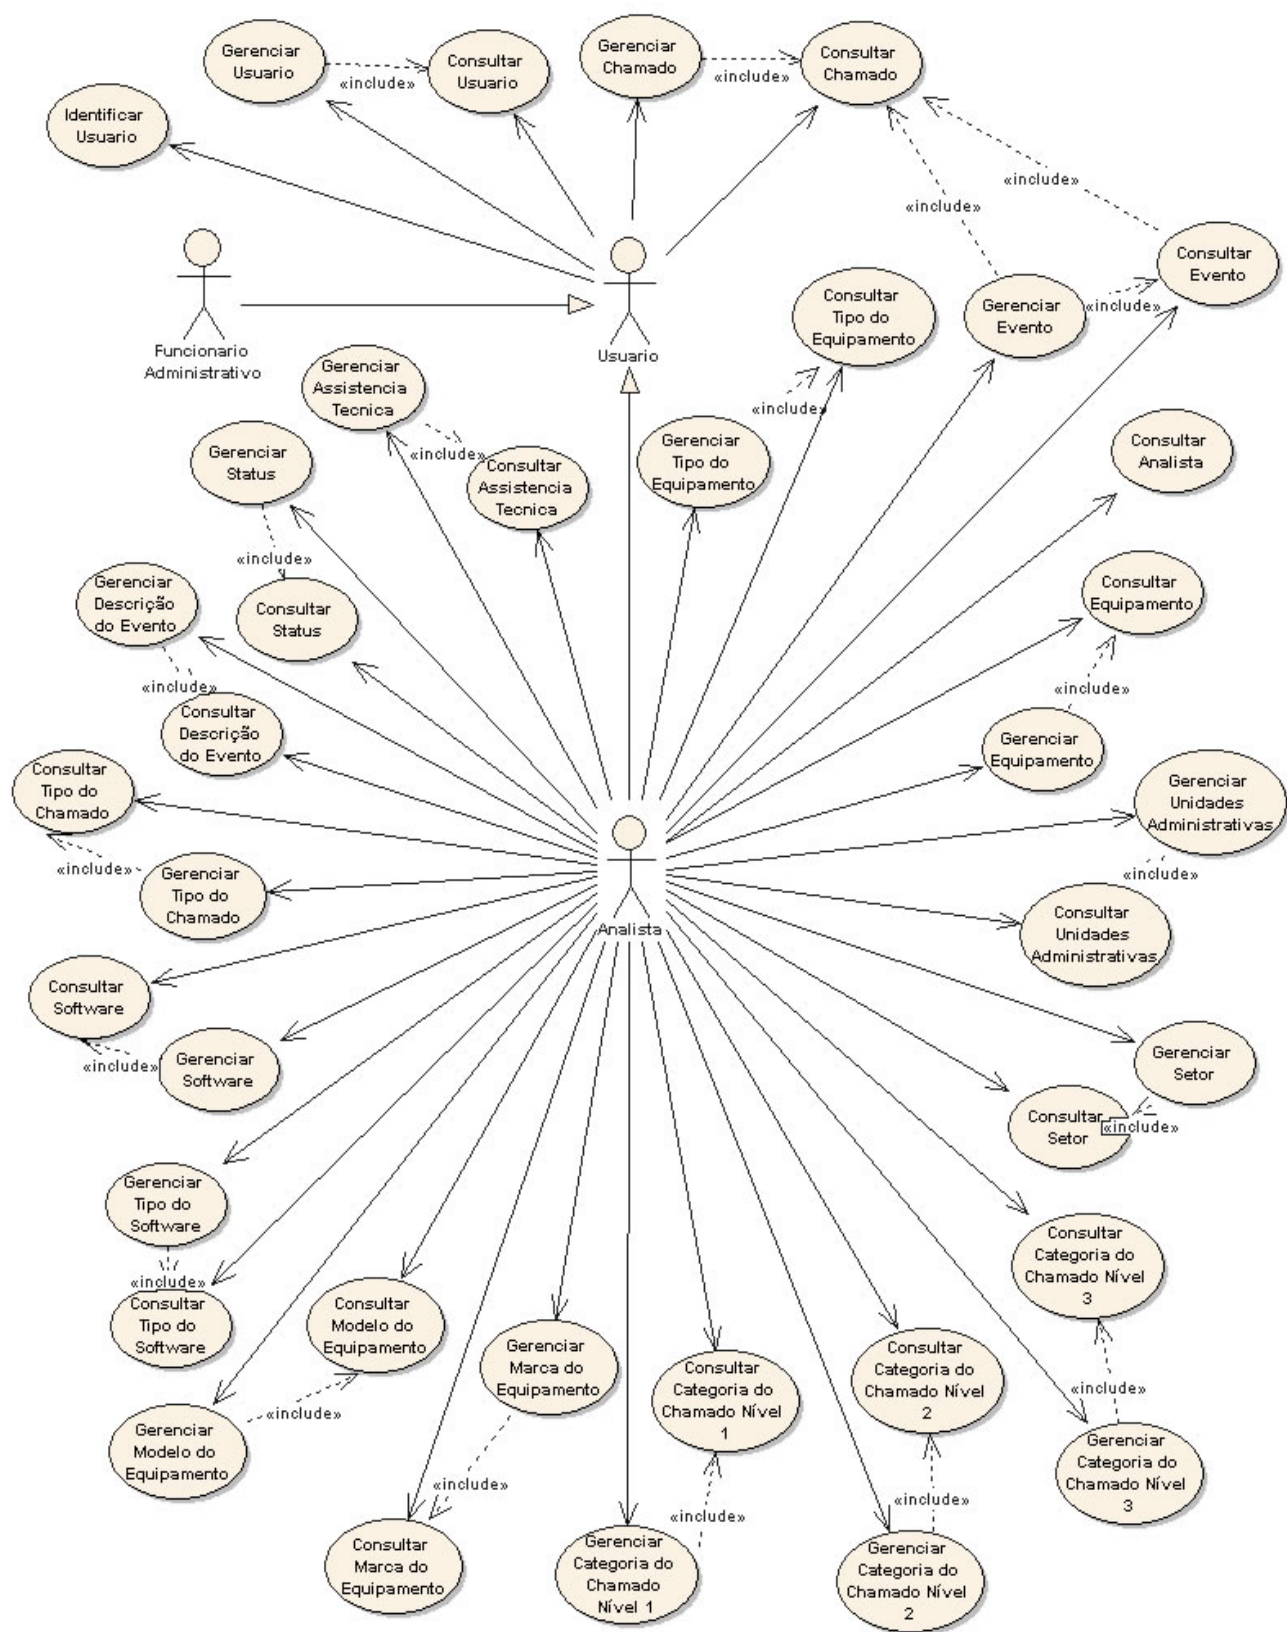 Gerenciar
Usuario
«include»
Consultar
Usuario
Gerenciar
Chamado
«include»
Consultar
Chamado
Identificar
Usuario
«include»
«include»
Consultar
Evento
Funcionario
Administrativo
Usuario
Consultar
Tipo do
Equipamento
Gerenciar
Evento
«include»
Gerenciar
Assistencia
Tecnica
«include»
Consultar
Assistencia
Tecnica
«include»
Gerenciar
Tipo do
Equipamento
Consultar
Analista
Gerenciar
Status
«include»
Consultar
Status
Gerenciar
Descrição
do Evento
«include»
Consultar
Descrição
do Evento
Consultar
Equipamento
«include»
Gerenciar
Equipamento
Consultar
Tipo do
Chamado
«include»
Gerenciar
Tipo do
Chamado
Gerenciar
Unidades
Administrativas
«include»
Consultar
Unidades
Administrativas
Analista
Consultar
Software
«include»
Gerenciar
Software
Gerenciar
Setor
Consultar
Setor
«include»
Gerenciar
Tipo do
Software
«include»
Consultar
Tipo do
Software
Consultar
Modelo do
Equipamento
«include»
Gerenciar
Modelo do
Equipamento
Gerenciar
Marca do
Equipamento
«include»
Consultar
Marca do
Equipamento
Consultar
Categoria do
Chamado Nível
1
«include»
Gerenciar
Categoria do
Chamado
Nível 1
Consultar
Categoria do
Chamado Nível
2
«include»
Gerenciar
Categoria do
Chamado Nível
2
Consultar
Categoria do
Chamado Nível
3
«include»
Gerenciar
Categoria do
Chamado Nível
3